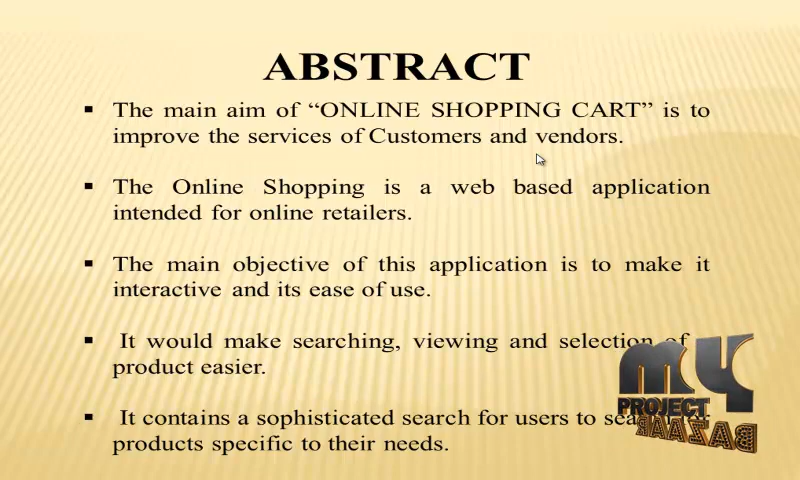 ABSTRACT
▪ The main aim of “ONLINE SHOPPING CART” is to
improve the services of Customers and vendors.
▪ The Online Shopping is a web based application
intended for online retailers.
▪ The main objective of this application is to make it
interactive and its ease of use.
▪ It would make searching, viewing and selection of
product easier.
▪ It contains a sophisticated search for users to
products specific to their needs.
MY
PROJECT
BAZAAR